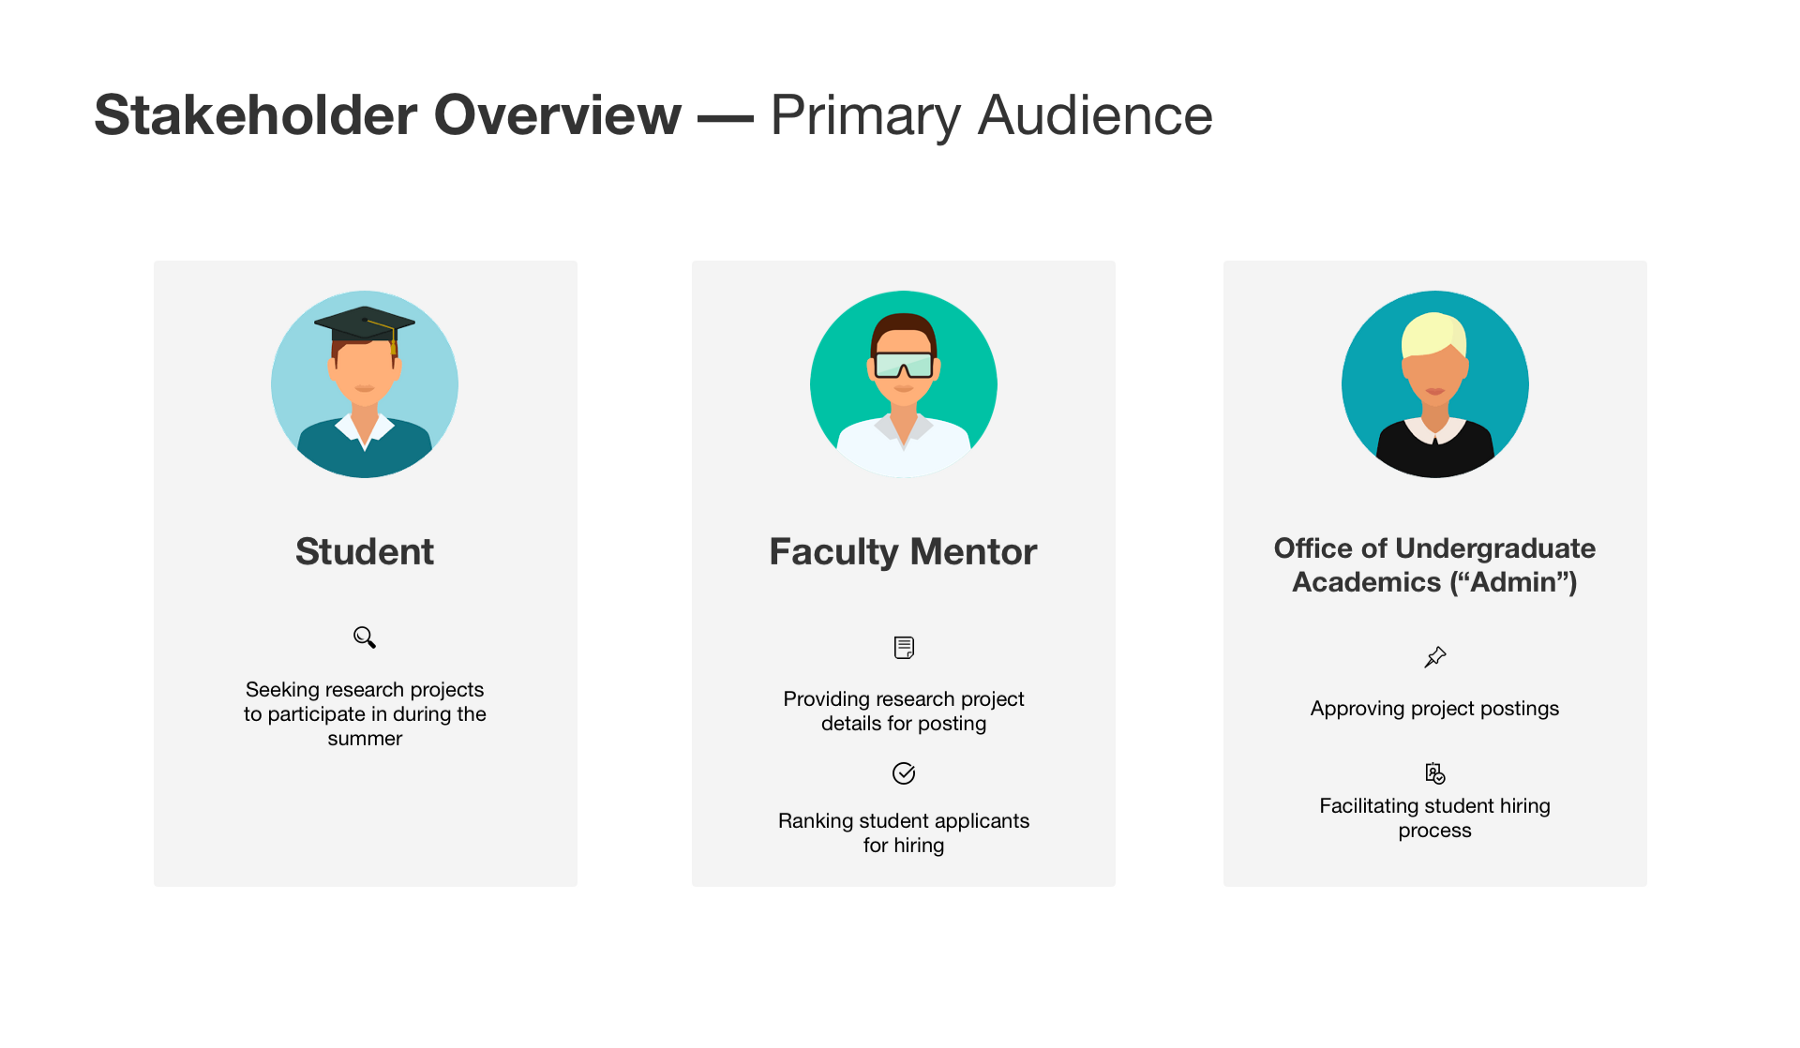 Stakeholder Overview — Primary Audience
Student
Seeking research projects
to participate in during the
summer
Faculty Mentor
Providing research project
details for posting
Ranking student applicants
for hiring
Office of Undergraduate
Academics (“Admin”)
Approving project postings
Facilitating student hiring
process